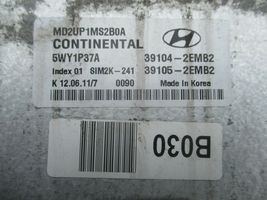 MD2UP1MS2B0A
CONTINENTAL
5WY1P37A 39104-2EMB2
Index 01 SIM2K-241 39105-2EMB2
K 12.06.11/7 0090 Made in Korea
B030